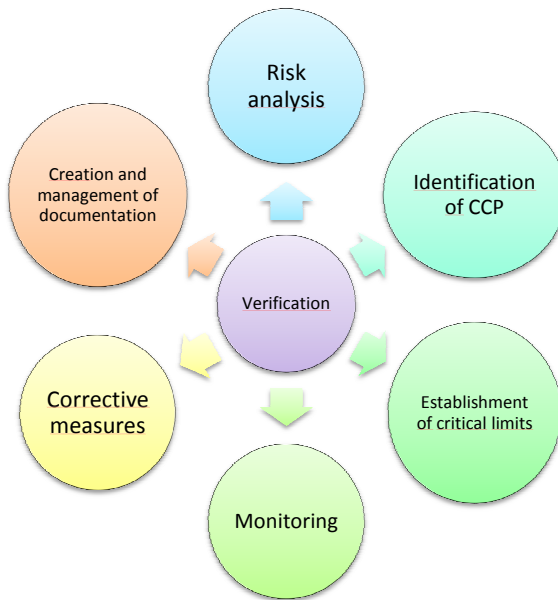 Risk
analysis
Identification
of CCP
Establishment
of critical limits
Monitoring
Corrective
measures
Creation and
management of
documentation
Verification